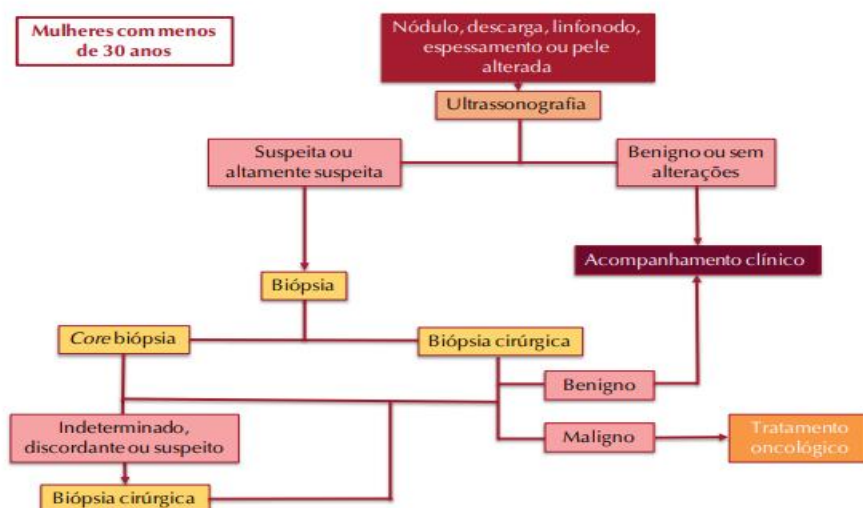 Mulheres com menos
de 30 anos
Nódulo, descarga, linfonodo,
espessamento ou pele
alterada
Ultrassonografia
Suspeita ou
altamente suspeita
Benigno ou sem
alterações
Acompanhamento clínico
Biópsia
Core biópsia
Biópsia cirúrgica
Benigno
Indeterminado,
discordante ou suspeito
Maligno
Tratamento
oncológico
Biópsia cirúrgica